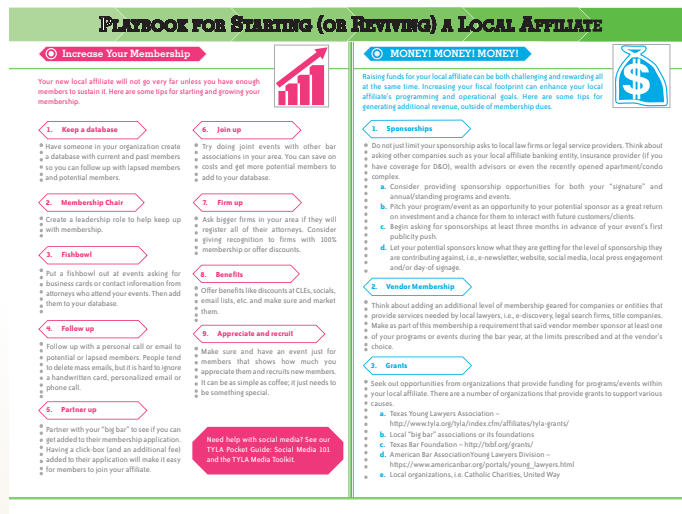 PLAYBOOK FOR STARTING (OR REVIVING) A LOCAL AFFILIATE
Increase Your Membership
Your new local affiliate will not go very far unless you have enough
members to sustain it. Here are some tips for starting and growing your
membership.
1. Keep a database
Have someone in your organization create
a database with current and past members
so you can follow up with lapsed members
and potential members.
2. Membership Chair
Create a leadership role to help keep up
with membership.
3. Fishbowl
Put a fishbowl out at events asking for
business cards or contact information from
attorneys who attend your events. Then add
them to your database.
4. Follow up
Follow up with a personal call or email to
potential or lapsed members. People tend
to delete mass emails, but it is hard to ignore
a handwritten card, personalized email or
phone call.
5. Partner up
Partner with your "big bar" to see if you can
get added to their membership application.
Having a click-box (and an additional fee)
added to their application will make it easy
for members to join your affiliate.
6. Join up
Try doing joint events with other bar
associations in your area. You can save on
costs and get more potential members to
add to your database.
7. Firm up
Ask bigger firms in your area if they will
register all of their attorneys. Consider
giving recognition to firms with 100%
membership or offer discounts.
8. Benefits
Offer benefits like discounts at CLEs, socials,
email lists, etc. and make sure and market
them.
9. Appreciate and recruit
Make sure and have an event just for
members that shows how much you
appreciate them and recruits new members.
It can be as simple as coffee; it just needs to
be something special.
Need help with social media? See our
TYLA Pocket Guide: Social Media 101
and the TYLA Media Toolkit.
MONEY! MONEY! MONEY!
$
Raising funds for your local affiliate can be both challenging and rewarding all
at the same time. Increasing your fiscal footprint can enhance your local
affiliate's programming and operational goals. Here are some tips for
generating additional revenue, outside of membership dues.
1. Sponsorships
Do not just limit your sponsorship asks to local law firms or legal service providers. Think about
asking other companies such as your local affiliate banking entity, insurance provider (if you
have coverage for D&O), wealth advisors or even the recently opened apartment/condo
complex.
a. Consider providing sponsorship opportunities for both your "signature" and
annual/standing programs and events.
b. Pitch your program/event as an opportunity to your potential sponsor as a great return
on investment and a chance for them to interact with future customers/clients.
c. Begin asking for sponsorships at least three months in advance of your event's first
publicity push.
d. Let your potential sponsors know what they are getting for the level of sponsorship they
are contributing against, i.e., e-newsletter, website, social media, local press engagement
and/or day-of signage.
2. Vendor Membership
Think about adding an additional level of membership geared for companies or entities that
provide services needed by local lawyers, i.e., e-discovery, legal search firms, title companies.
Make as part of this membership a requirement that said vendor member sponsor at least one
of your programs or events during the bar year, at the limits prescribed and at the vendor's
choice.
3. Grants
Seek out opportunities from organizations that provide funding for programs/events within
your local affiliate. There are a number of organizations that provide grants to support various
causes.
a. Texas Young Lawyers Association –
http://www.tyla.org/tyla/index.cfm/affiliates/tyla-grants/
b. Local "big bar" associations or its foundations
c. Texas Bar Foundation – http://txbf.org/grants/
d. American Bar AssociationYoung Lawyers Division –
https://www.americanbar.org/portals/young_lawyers.html
e. Local organizations, i.e. Catholic Charities, United Way